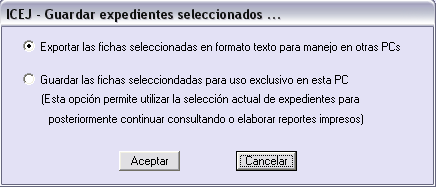 ICEJ - Guardar expedientes seleccionados ...
Exportar las fichas seleccionadas en formato texto para manejo en otras PCs
Guardar las fichas seleccionadas para uso exclusivo en esta PC
(Esta opción permite utilizar la selección actual de expedientes para
posteriormente continuar consultando o elaborar reportes impresos)
Aceptar
Cancelar